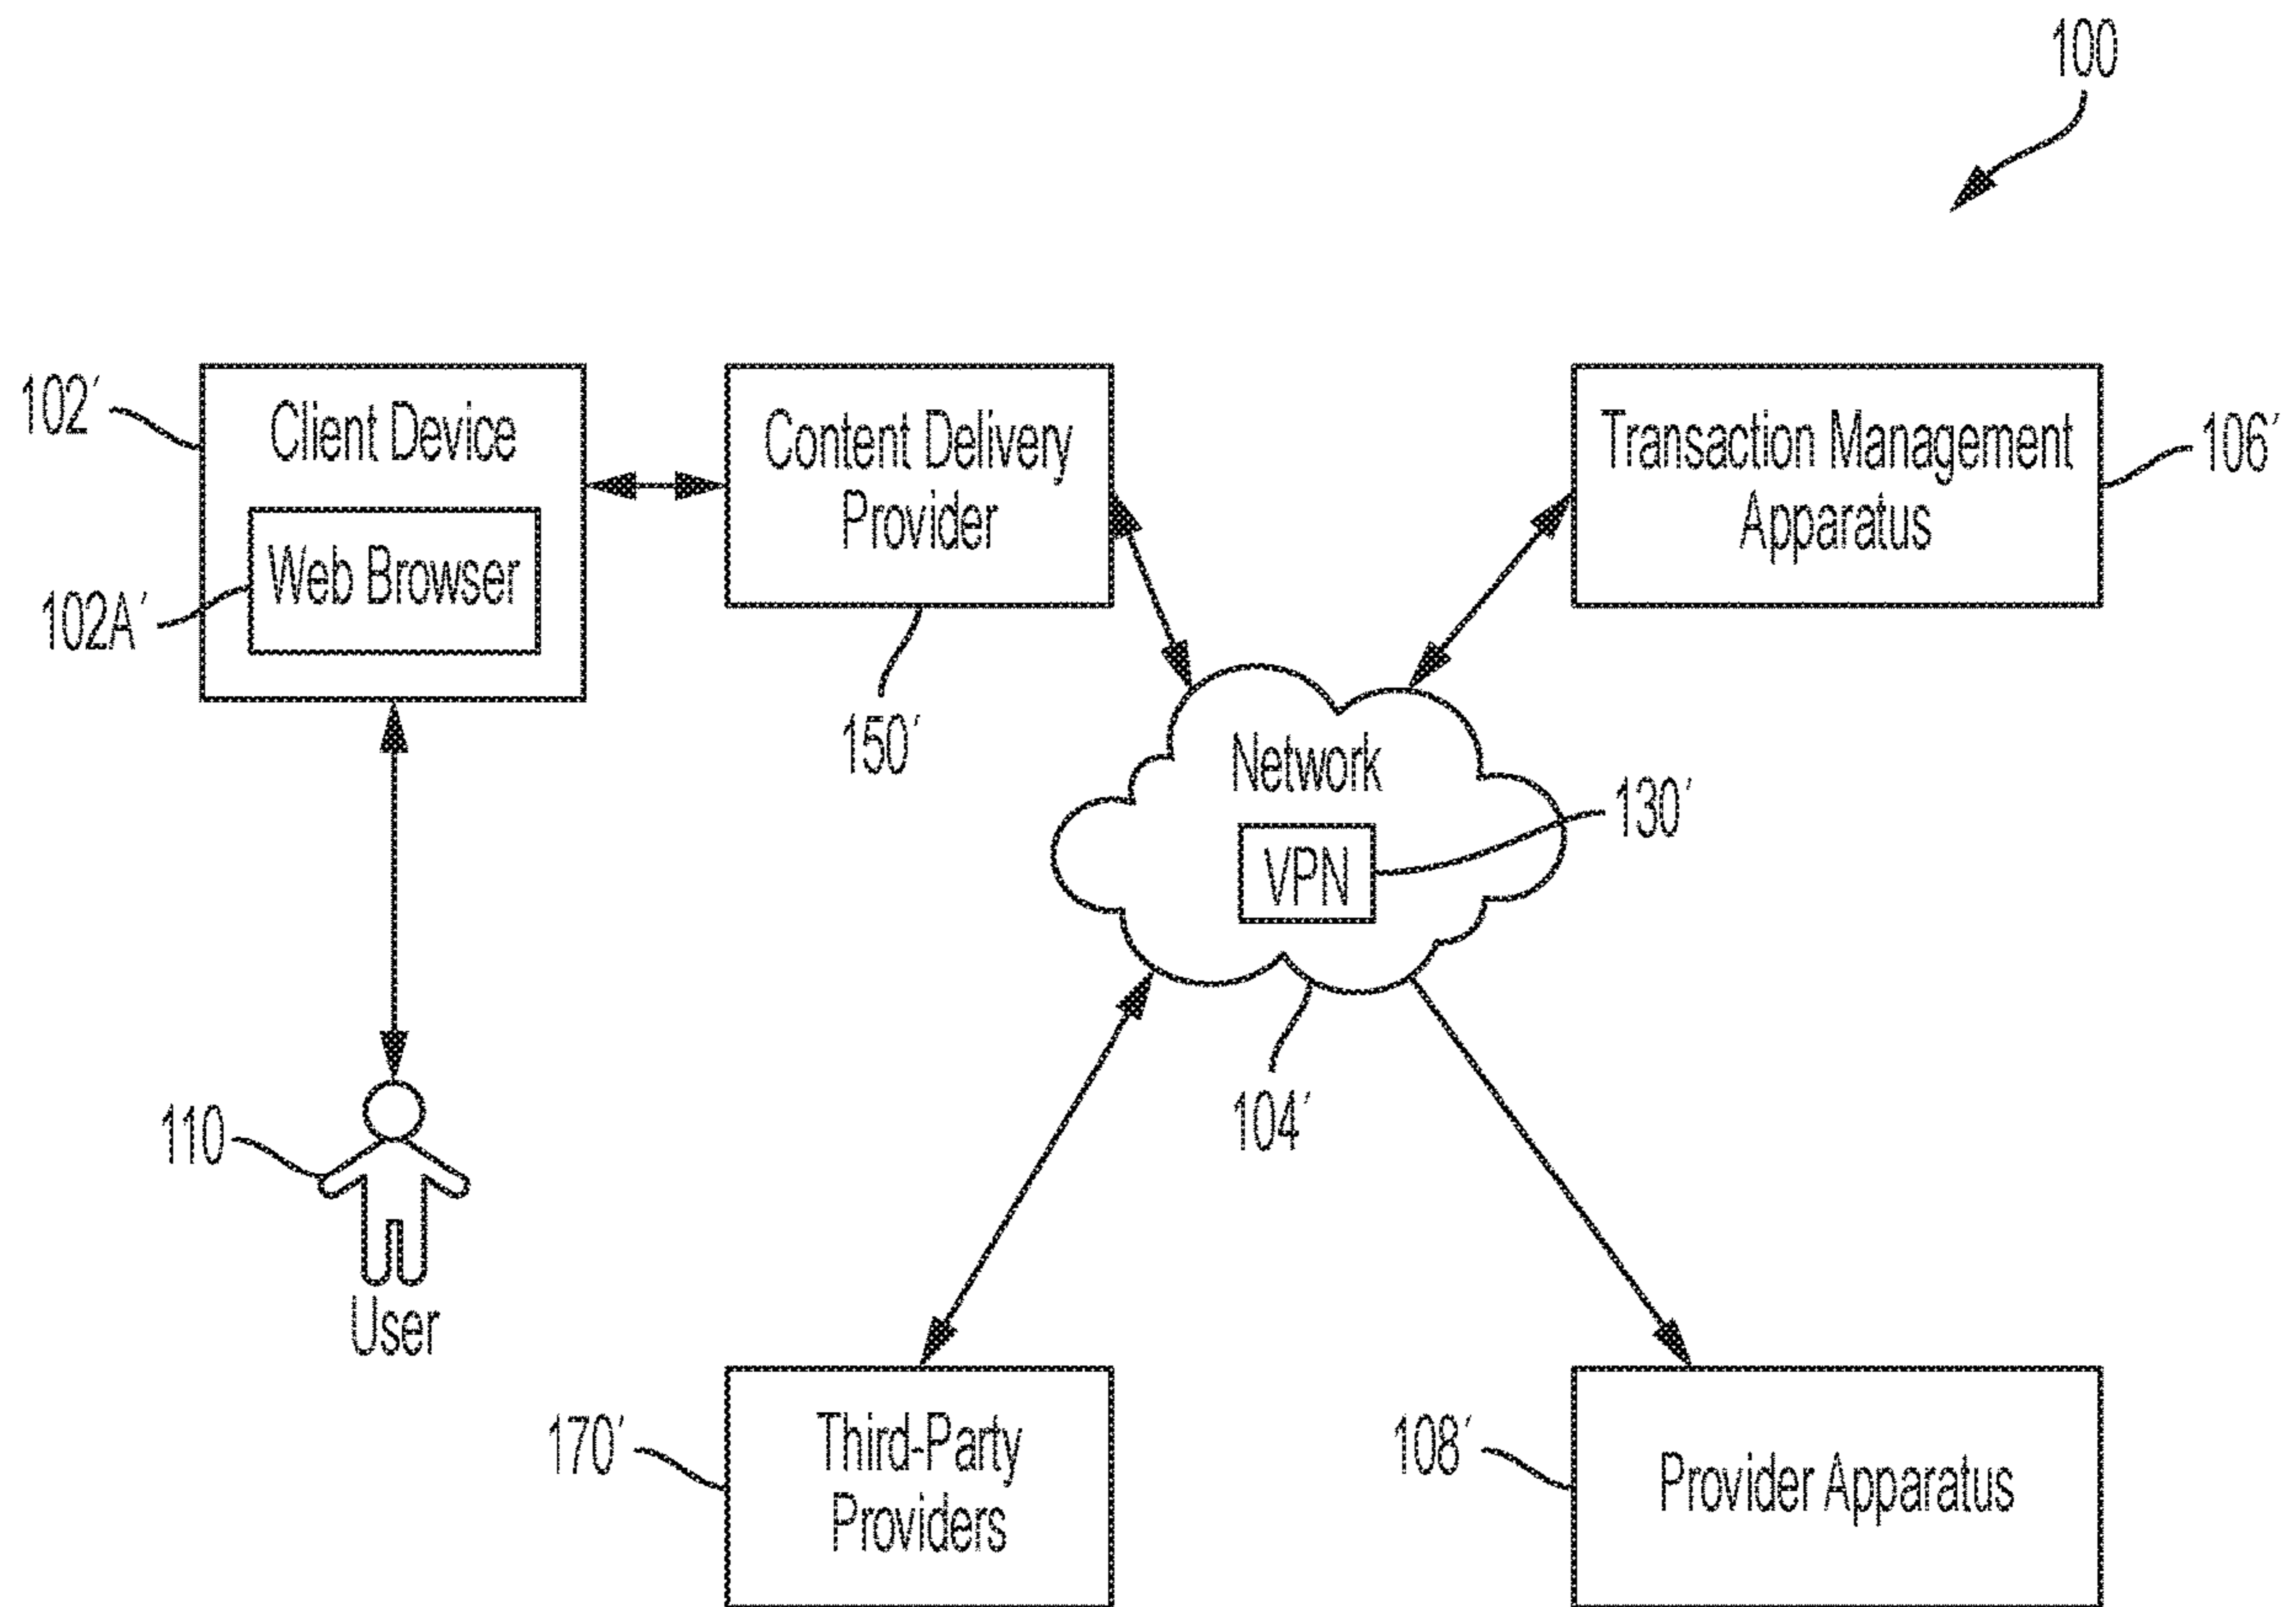 100
102′
Client Device
Web Browser
102A′
Content Delivery
Provider
150′
Transaction Management
Apparatus
106′
Network
VPN
130′
104′
110
User
170′
Third-Party
Providers
108′
Provider Apparatus